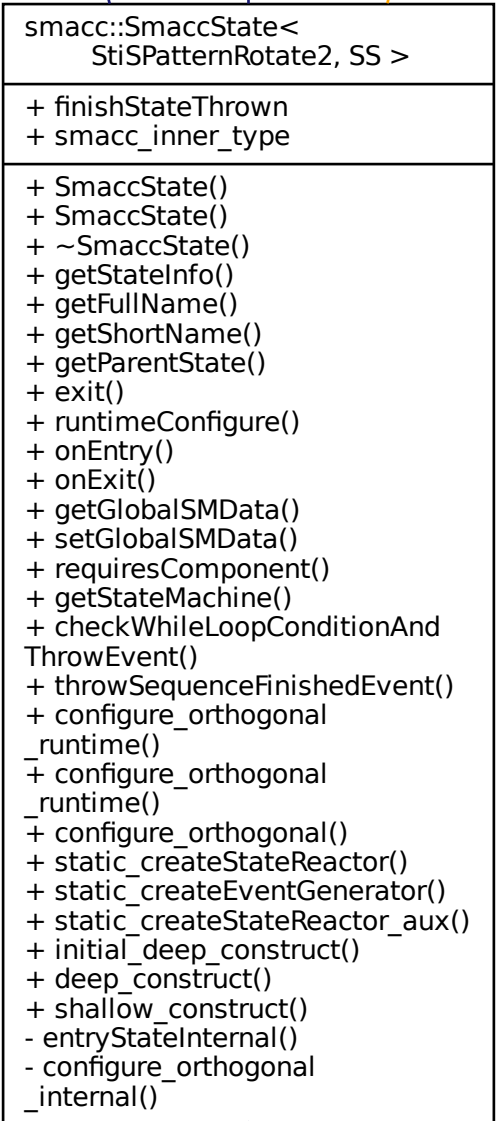 smacc::SmaccState<
StiSPatternRotate2, SS >
+ finishStateThrown
+ smacc_inner_type
+ SmaccState()
+ SmaccState()
+ ~SmaccState()
+ getStateInfo()
+ getFullName()
+ getShortName()
+ getParentState()
+ exit()
+ runtimeConfigure()
+ onEntry()
+ onExit()
+ getGlobalSMData()
+ setGlobalSMData()
+ requiresComponent()
+ getStateMachine()
+ checkWhileLoopConditionAnd
ThrowEvent()
+ throwSequenceFinishedEvent()
+ configure_orthogonal
_runtime()
+ configure_orthogonal
_runtime()
+ configure_orthogonal()
+ static_createStateReactor()
+ static_createEventGenerator()
+ static_createStateReactor_aux()
+ initial_deep_construct()
+ deep_construct()
+ shallow_construct()
- entryStateInternal()
- configure_orthogonal
_internal()